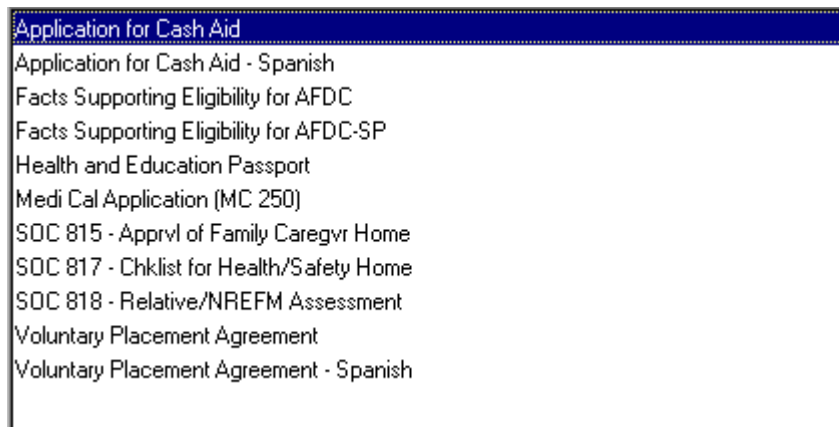 Application for Cash Aid
Application for Cash Aid - Spanish
Facts Supporting Eligibility for AFDC
Facts Supporting Eligibility for AFDC-SP
Health and Education Passport
Medi Cal Application (MC 250)
SOC 815 - Apprvl of Family Caregvr Home
SOC 817 - Chklist for Health/Safety Home
SOC 818 - Relative/NREFM Assessment
Voluntary Placement Agreement
Voluntary Placement Agreement - Spanish